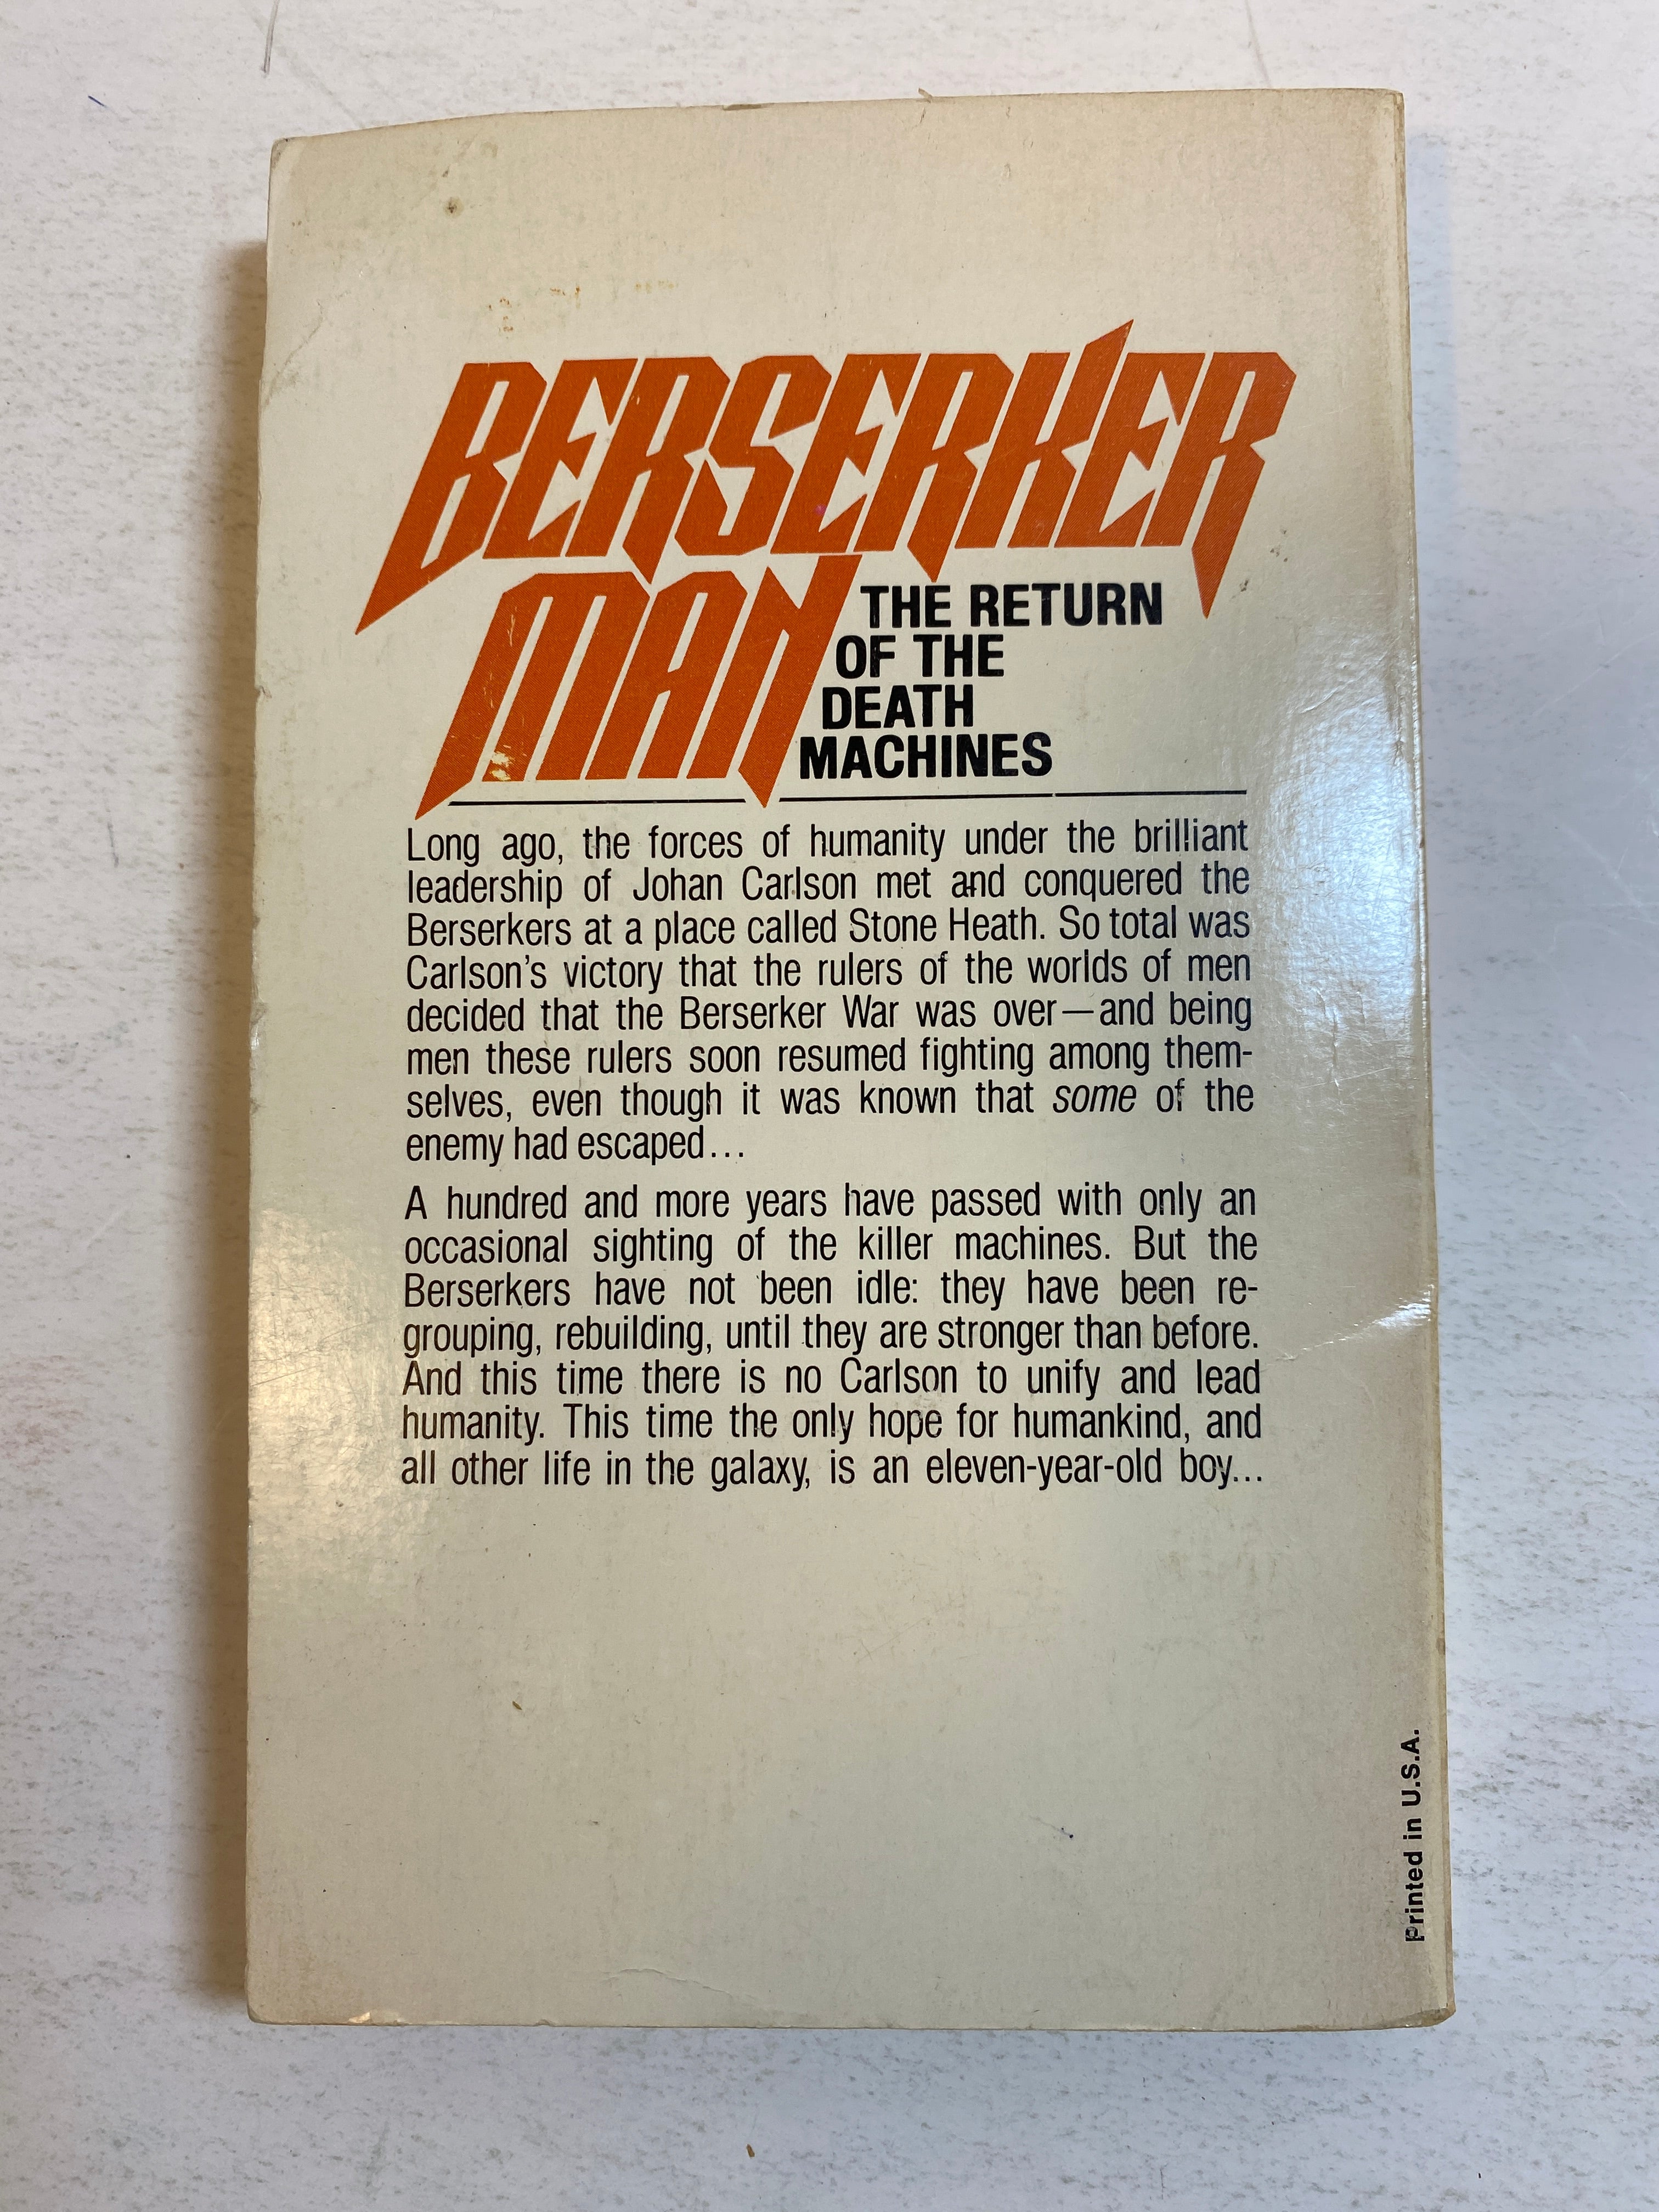 BERSERKER
MAN
THE RETURN
OF THE
DEATH
MACHINES
Long ago, the forces of humanity under the brilliant
leadership of Johan Carlson met and conquered the
Berserkers at a place called Stone Heath. So total was
Carlson's victory that the rulers of the worlds of men
decided that the Berserker War was over—and being
men these rulers soon resumed fighting among them-
selves, even though it was known that some of the
enemy had escaped...
A hundred and more years have passed with only an
occasional sighting of the killer machines. But the
Berserkers have not been idle: they have been re-
grouping, rebuilding, until they are stronger than before.
And this time there is no Carlson to unify and lead
humanity. This time the only hope for humankind, and
all other life in the galaxy, is an eleven-year-old boy...
Printed in U.S.A.